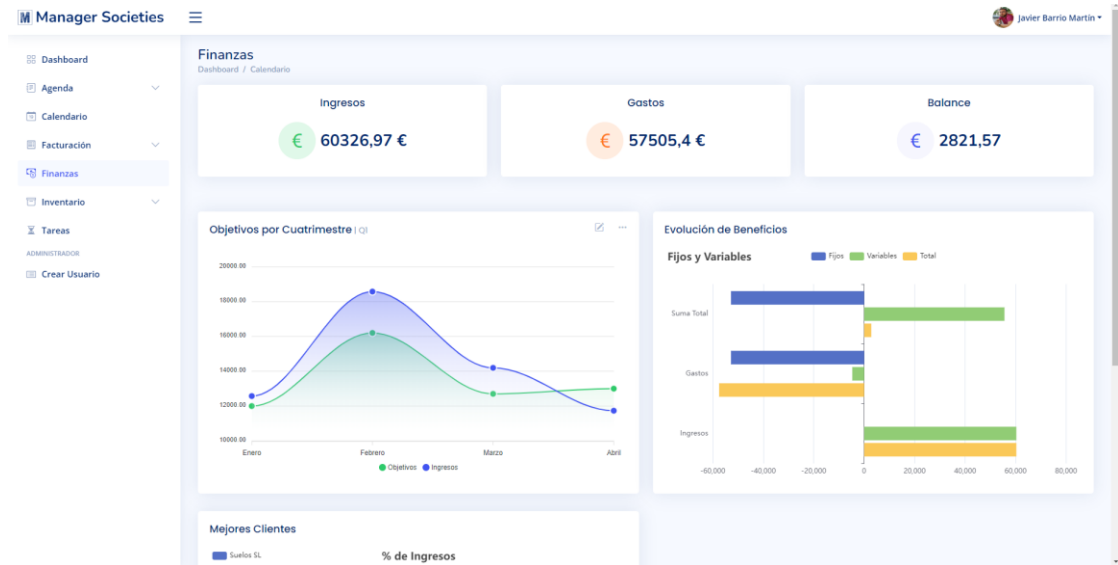 M Manager Societies
Javier Barrio Martín
Dashboard
Agenda
Calendario
Facturación
Finanzas
Inventario
Tareas
ADMINISTRADOR
Crear Usuario
Finanzas
Dashboard / Calendario
Ingresos
€ 60326,97 €
Gastos
€ 57505,4 €
Balance
€ 2821,57
Objetivos por Cuatrimestre | Q1
20000.00
18000.00
16000.00
14000.00
12000.00
10000.00
Enero Febrero Marzo Abril
Objetivos Ingresos
Evolución de Beneficios
Fijos y Variables
Fijos Variables Total
Suma Total
Gastos
Ingresos
-60,000 -40,000 -20,000 0 20,000 40,000 60,000 80,000
Mejores Clientes
Suelos SL
% de Ingresos